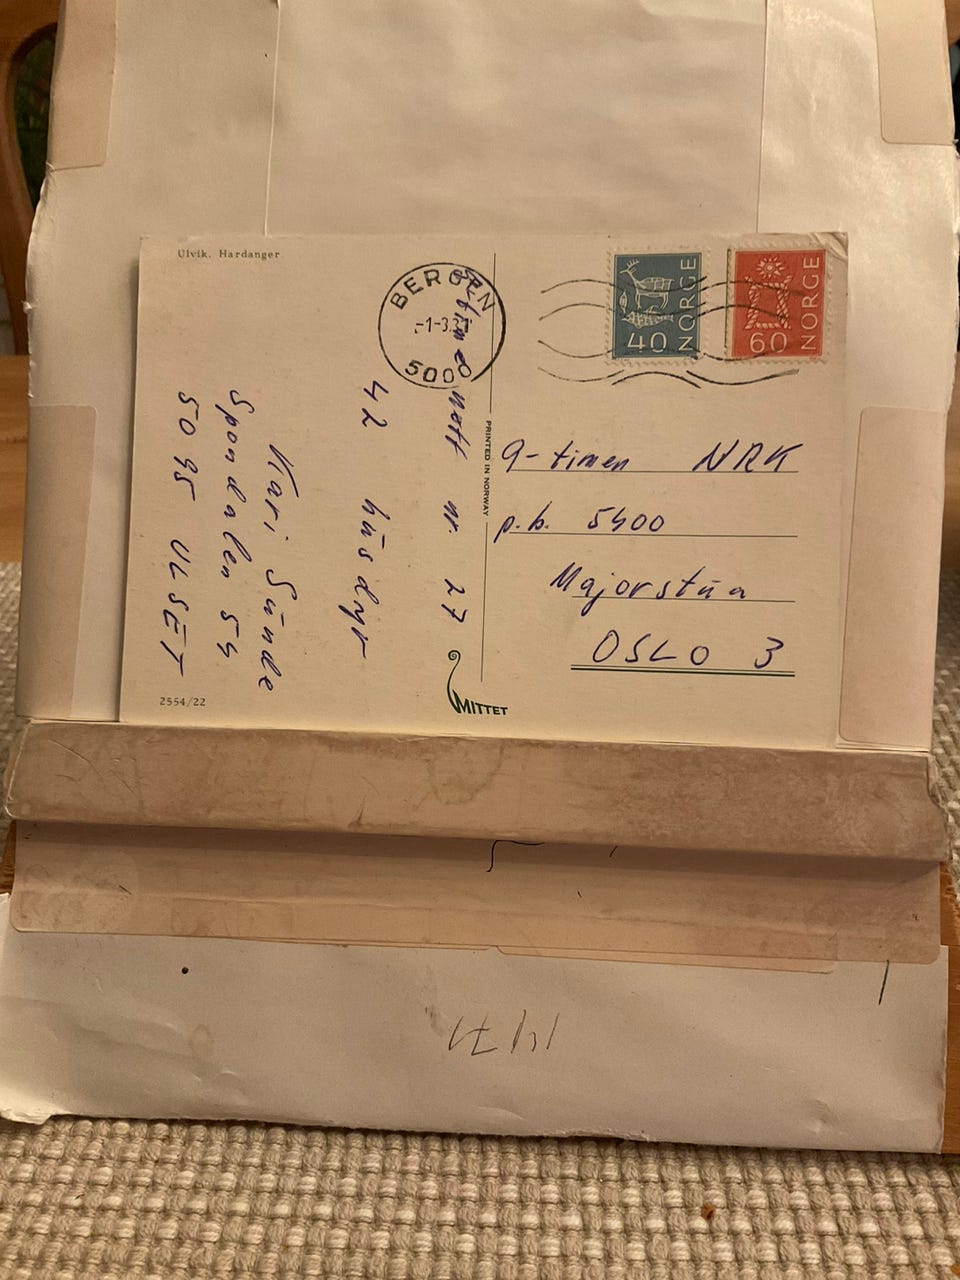 Ulvik, Hardanger
BERGEN
5000
NORGE
40
NORGE
60
nøtt nr. 27
42 husdyr
Kari Sunde
Spondalen 54
5095 ULSET
PRINTED IN NORWAY
9-timen NRK
p.b. 5400
Majorstua
OSLO 3
2554/22
MITTET